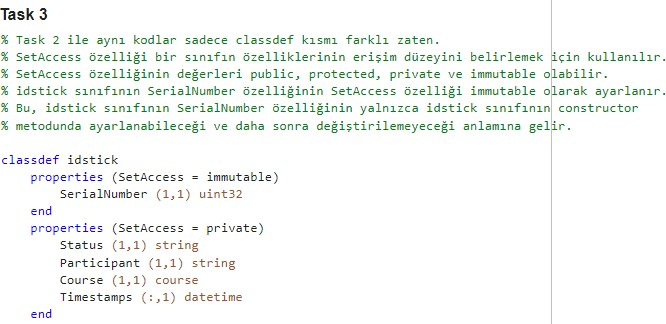 Task 3
% Task 2 ile aynı kodlar sadece classdef kısmı farklı zaten.
% SetAccess özelliği bir sınıfın özelliklerinin erişim düzeyini belirlemek için kullanılır.
% SetAccess özelliğinin değerleri public, protected, private ve immutable olabilir.
% idstick sınıfının SerialNumber özelliğinin SetAccess özelliği immutable olarak ayarlanır.
% Bu, idstick sınıfının SerialNumber özelliğinin yalnızca idstick sınıfının constructor
% metodunda ayarlanabileceği ve daha sonra değiştirilemeyeceği anlamına gelir.
classdef idstick
    properties (SetAccess = immutable)
        SerialNumber (1,1) uint32
    end
    properties (SetAccess = private)
        Status (1,1) string
        Participant (1,1) string
        Course (1,1) course
        Timestamps (:,1) datetime
    end